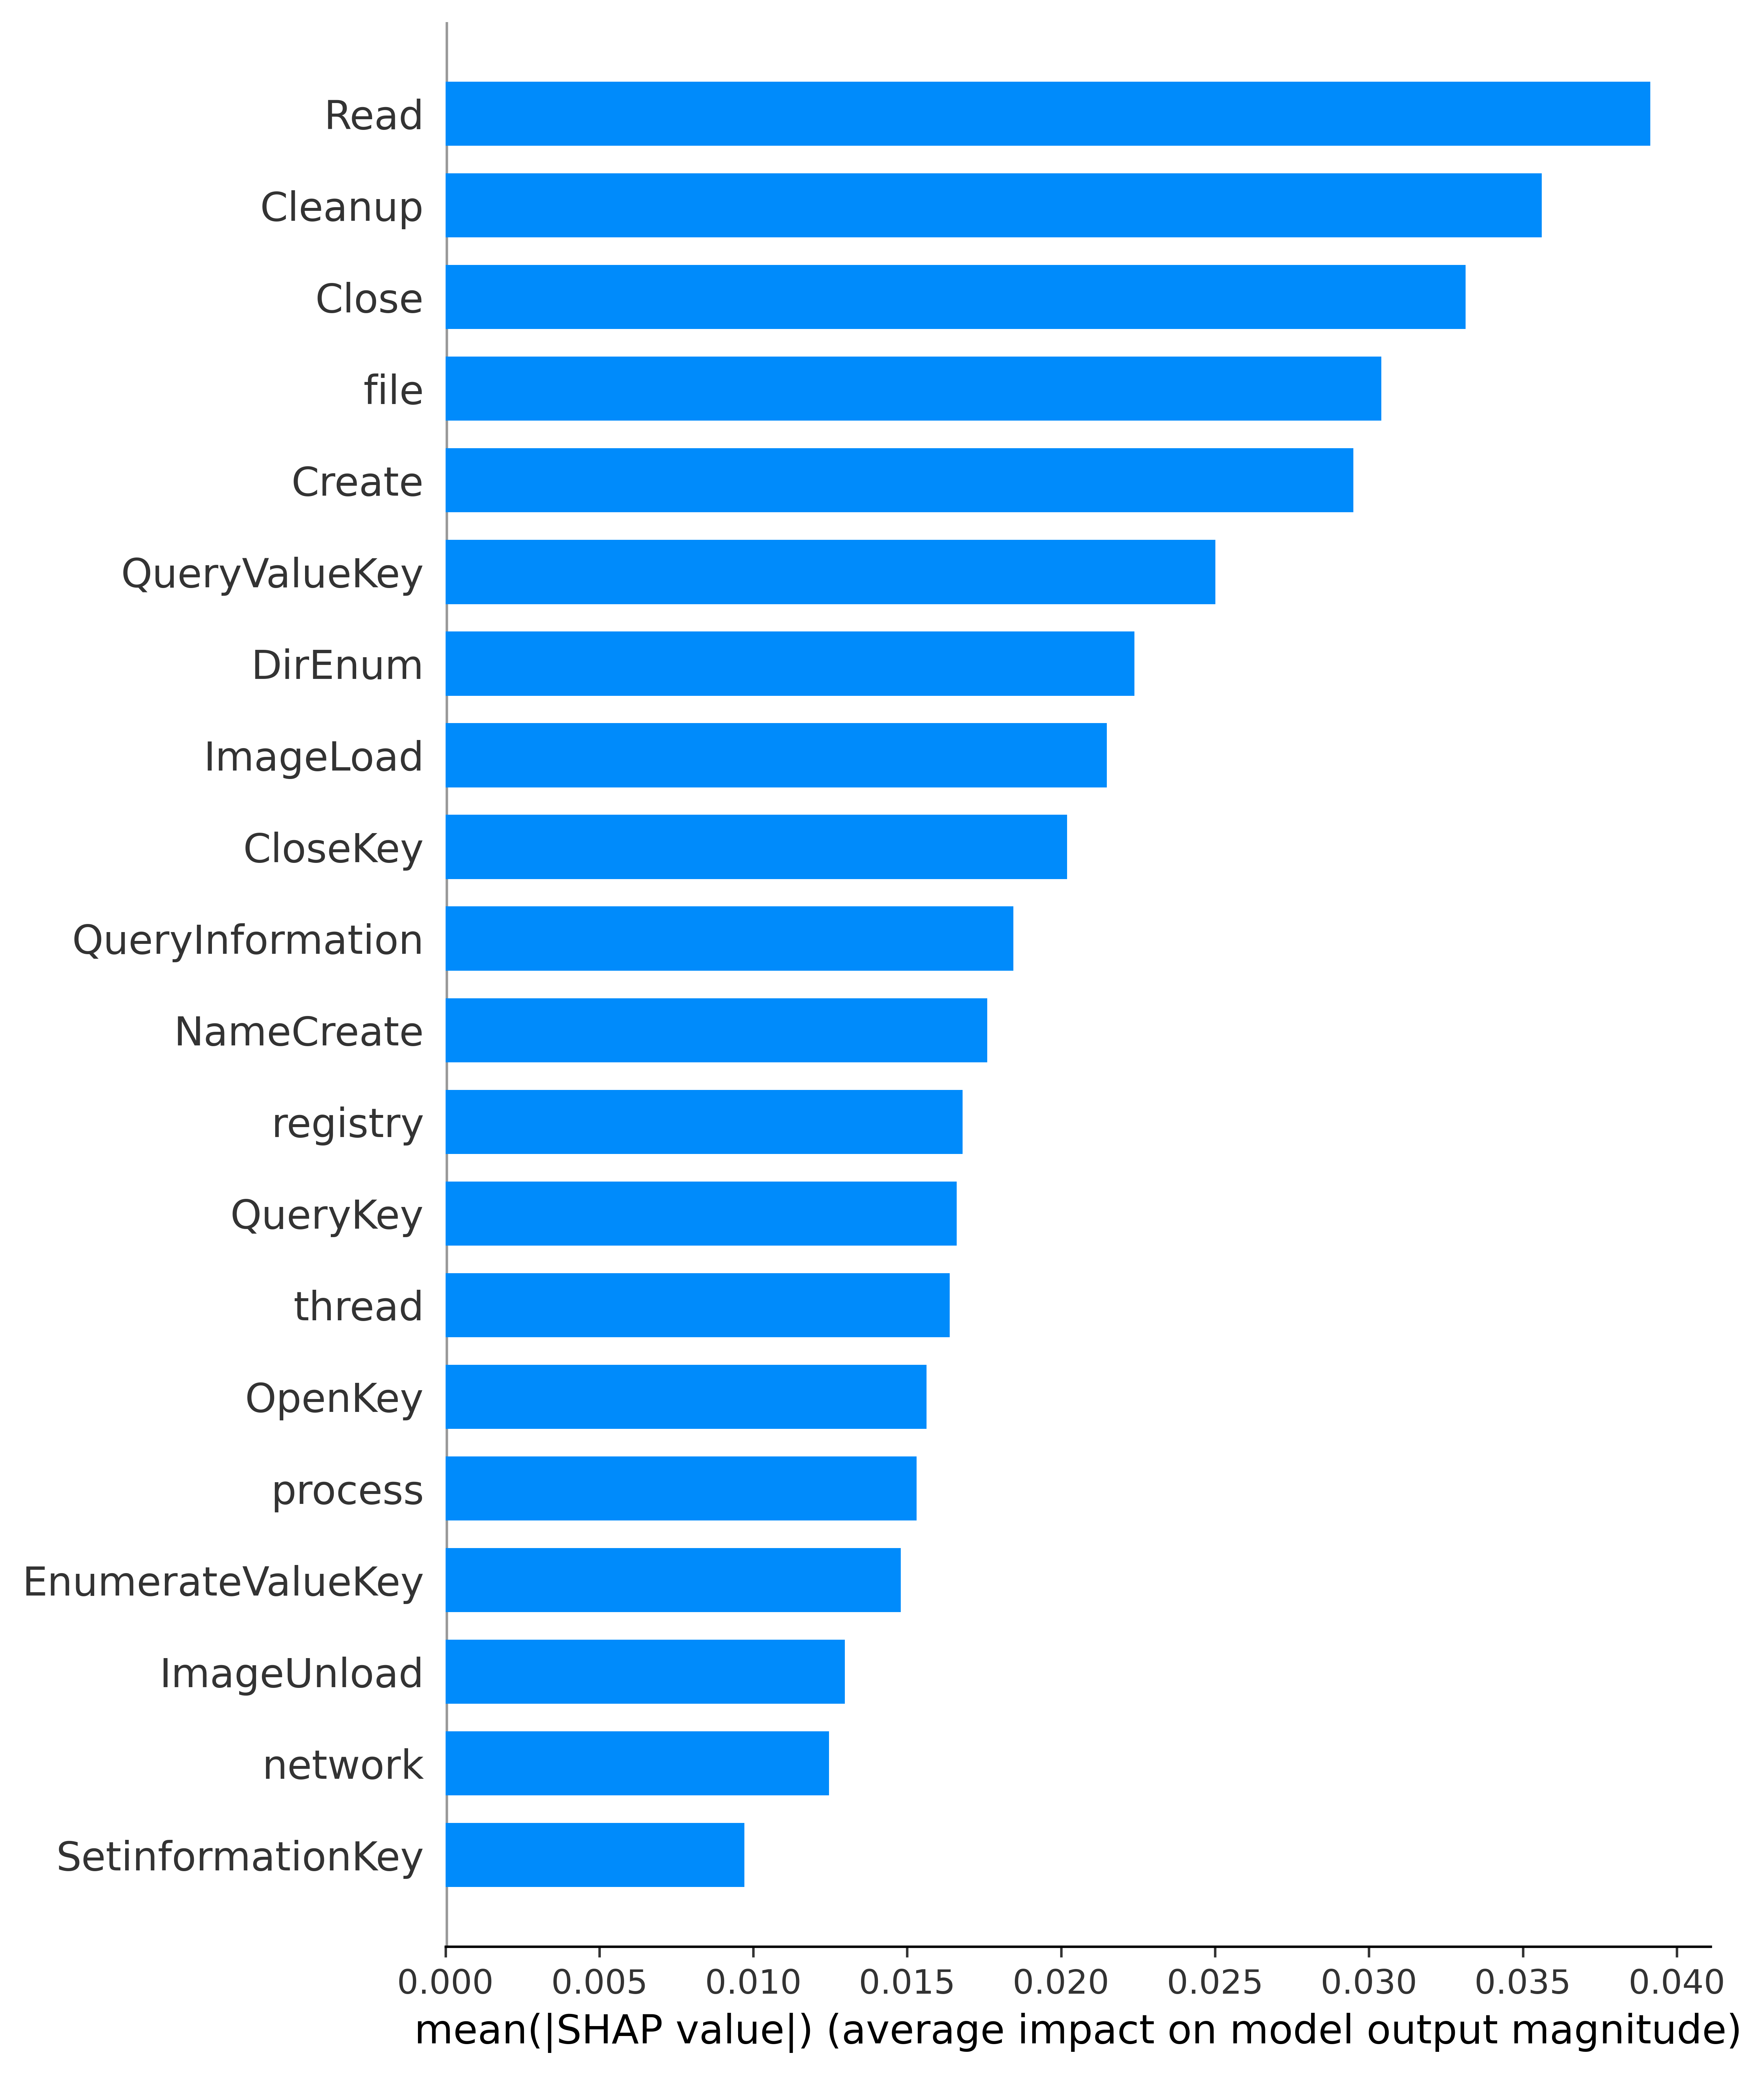 Read
Cleanup
Close
file
Create
QueryValueKey
DirEnum
ImageLoad
CloseKey
QueryInformation
NameCreate
registry
QueryKey
thread
OpenKey
process
EnumerateValueKey
ImageUnload
network
SetinformationKey
0.000 0.005 0.010 0.015 0.020 0.025 0.030 0.035 0.040
mean(|SHAP value|) (average impact on model output magnitude)